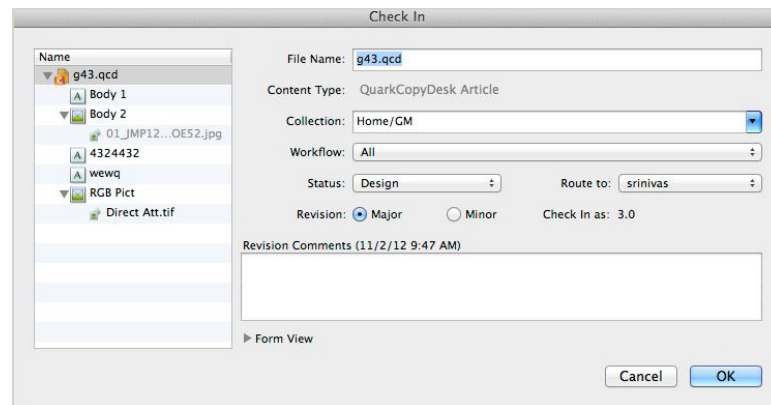 Check In
Name
g43.qcd
Body 1
Body 2
01_JMP12...OE52.jpg
4324432
wewq
RGB Pict
Direct Att.tif
File Name: g43.qcd
Content Type: QuarkCopyDesk Article
Collection: Home/GM
Workflow: All
Status: Design Route to: srinivas
Revision: Major Minor Check In as: 3.0
Revision Comments (11/2/12 9:47 AM)
Form View
Cancel OK